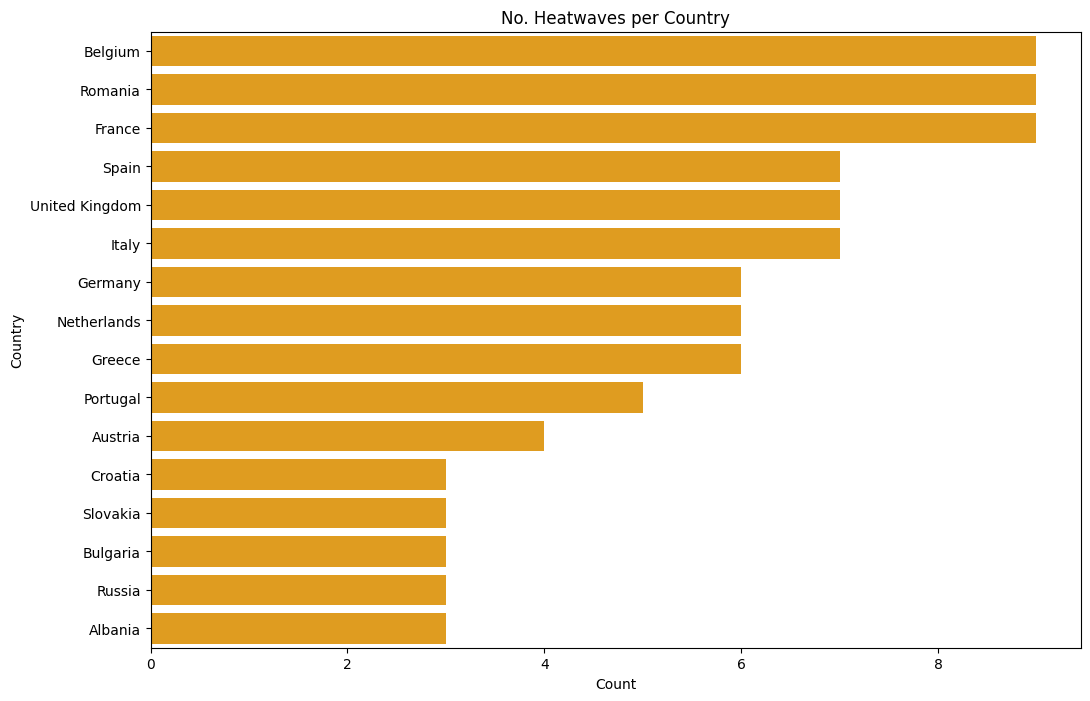 No. Heatwaves per Country
Country
Belgium
Romania
France
Spain
United Kingdom
Italy
Germany
Netherlands
Greece
Portugal
Austria
Croatia
Slovakia
Bulgaria
Russia
Albania
0 2 4 6 8
Count